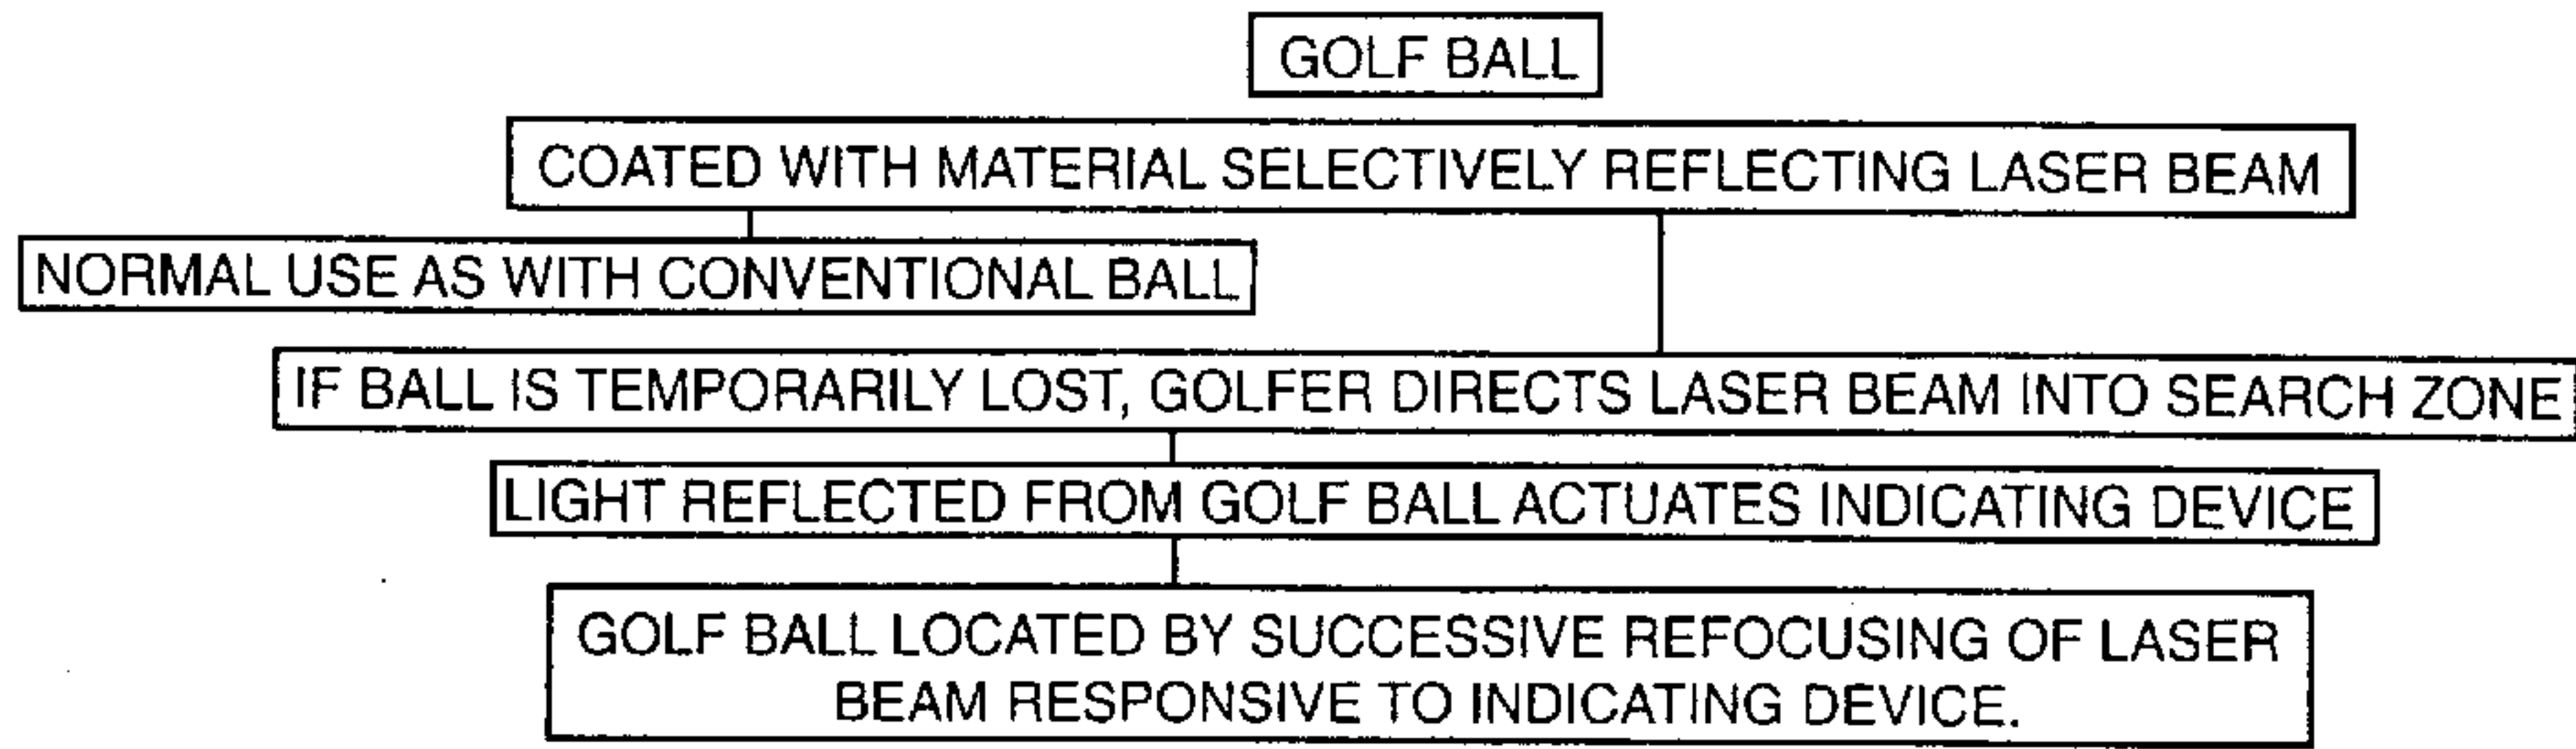 GOLF BALL
COATED WITH MATERIAL SELECTIVELY REFLECTING LASER BEAM
NORMAL USE AS WITH CONVENTIONAL BALL
IF BALL IS TEMPORARILY LOST, GOLFER DIRECTS LASER BEAM INTO SEARCH ZONE
LIGHT REFLECTED FROM GOLF BALL ACTUATES INDICATING DEVICE
GOLF BALL LOCATED BY SUCCESSIVE REFOCUSING OF LASER
BEAM RESPONSIVE TO INDICATING DEVICE.